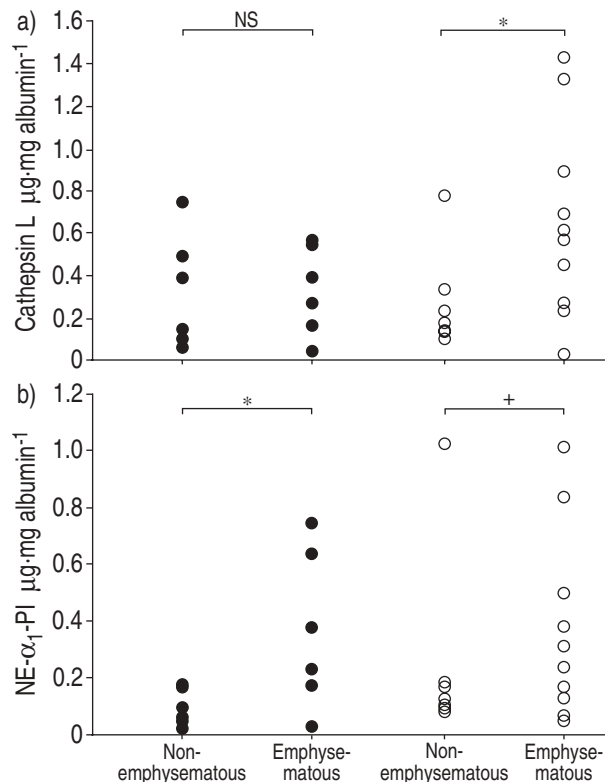 a)
NS
*
Cathepsin L µg·mg albumin⁻¹
1.6
1.4
1.2
1.0
0.8
0.6
0.4
0.2
0
b)
*
+
NE-α₁-PI µg·mg albumin⁻¹
1.2
1.0
0.8
0.6
0.4
0.2
0
Non-
emphysematous
Emphyse-
matous
Non-
emphysematous
Emphyse-
matous